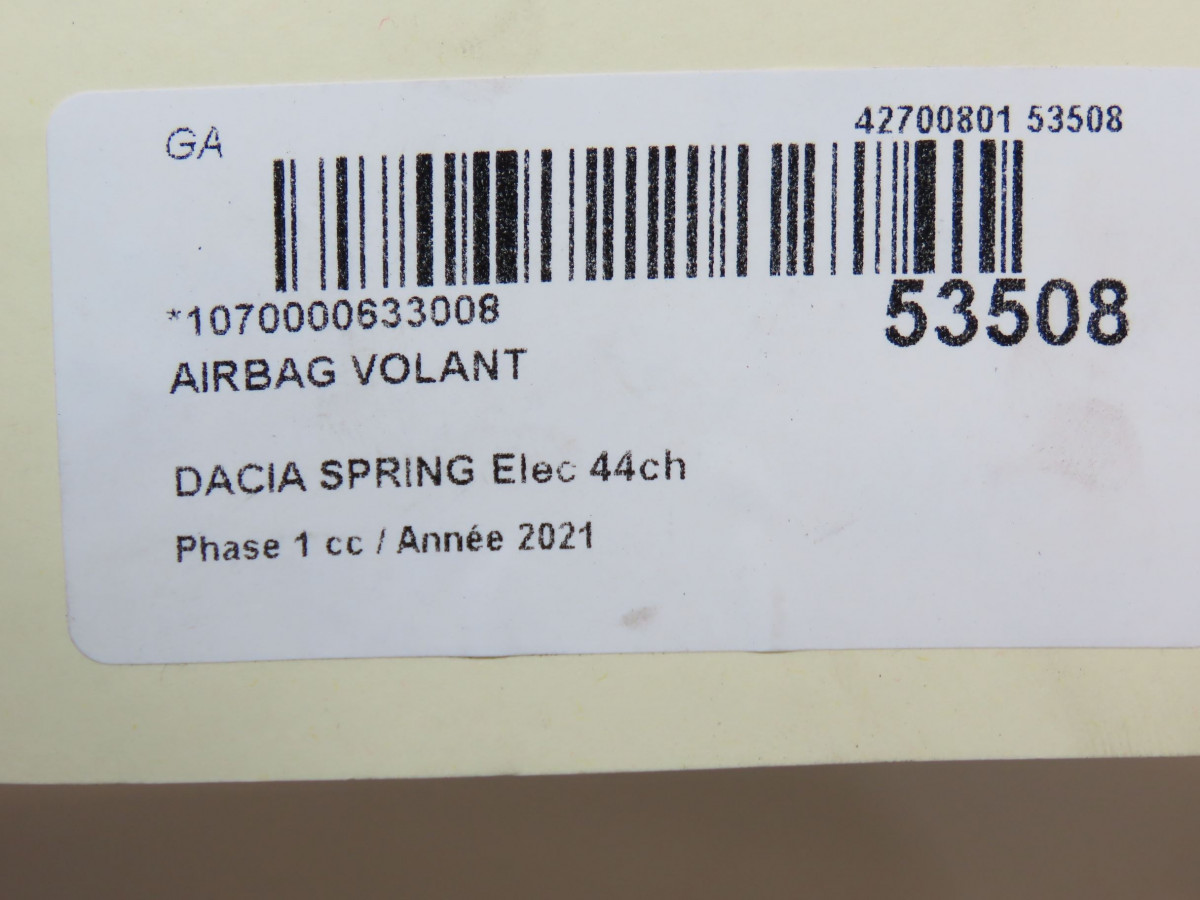 GA
42700801 53508
*1070000633008
53508
AIRBAG VOLANT
DACIA SPRING Elec 44ch
Phase 1 cc / Année 2021